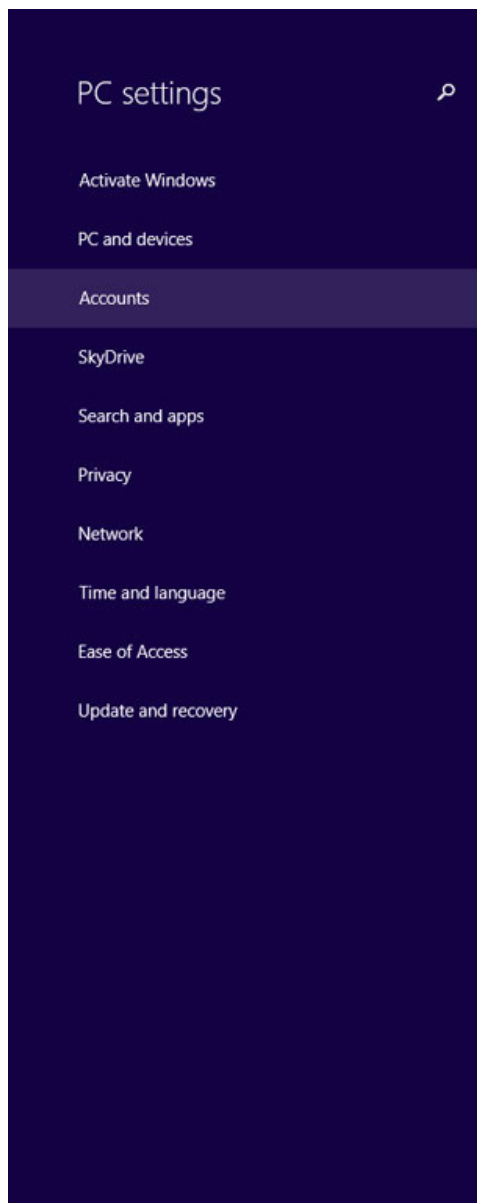 PC settings
Activate Windows
PC and devices
Accounts
SkyDrive
Search and apps
Privacy
Network
Time and language
Ease of Access
Update and recovery